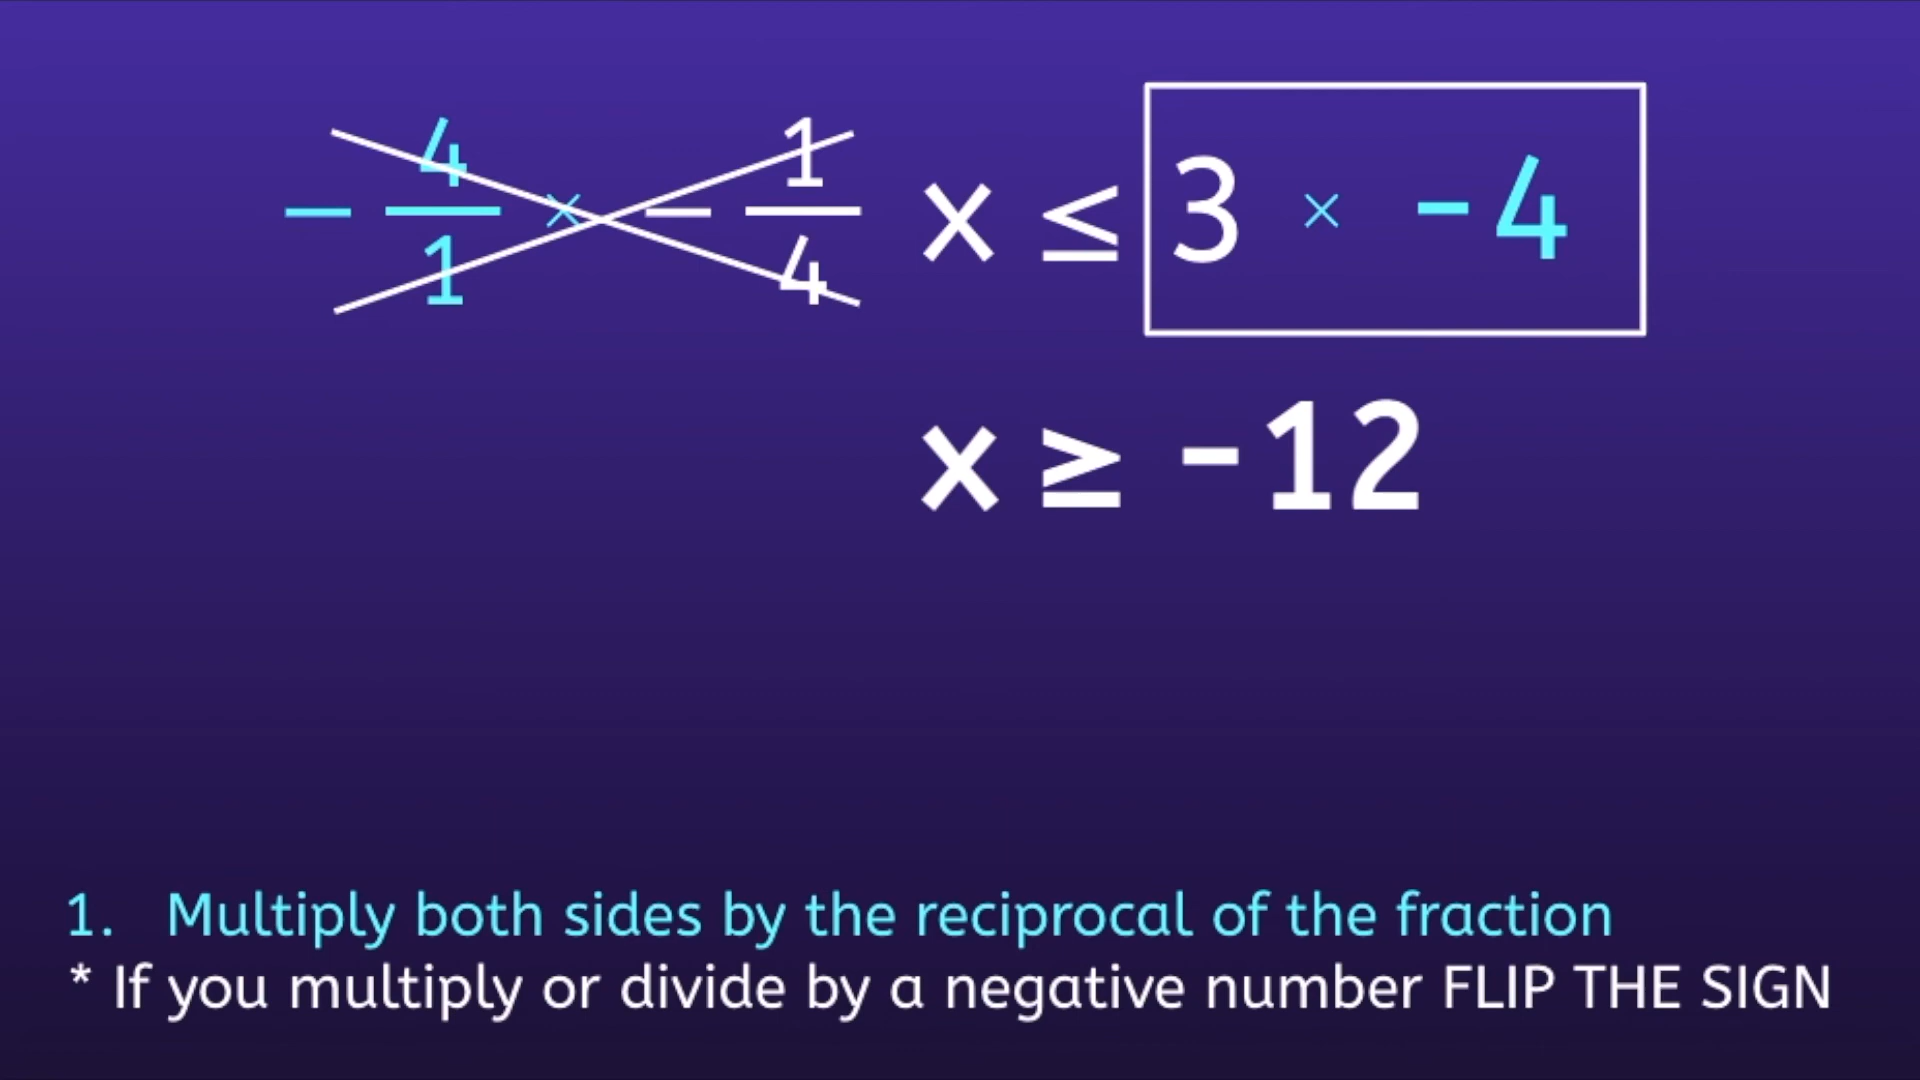 - 4/1 × - 1/4 x ≤ 3 × -4
x ≥ -12
1. Multiply both sides by the reciprocal of the fraction
* If you multiply or divide by a negative number FLIP THE SIGN